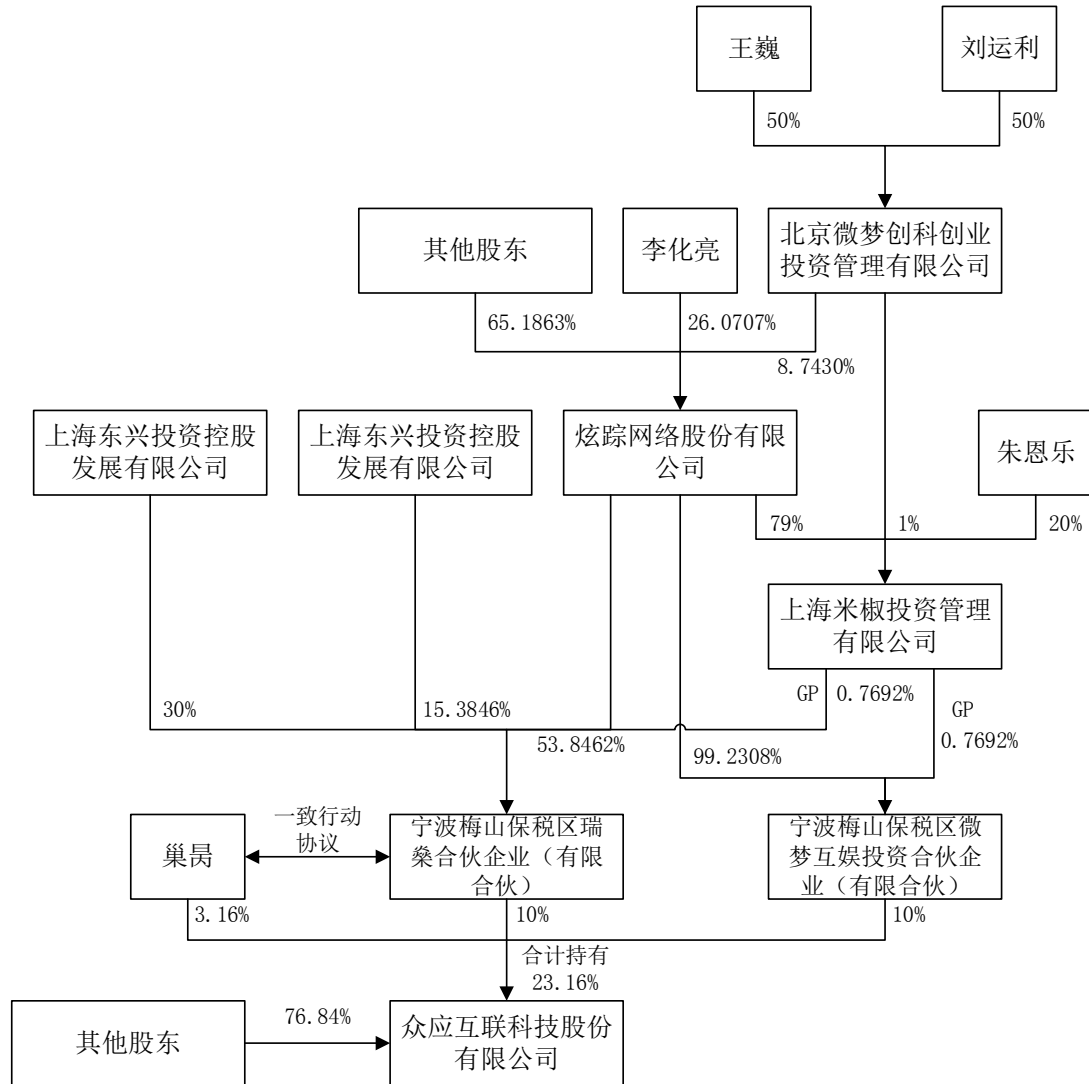 王巍
刘运利
50%
50%
其他股东
李化亮
北京微梦创科创业
投资管理有限公司
65.1863%
26.0707%
8.7430%
上海东兴投资控股
发展有限公司
上海东兴投资控股
发展有限公司
炫踪网络股份有限
公司
朱恩乐
79%
1%
20%
上海米椒投资管理
有限公司
GP
0.7692%
GP
0.7692%
30%
15.3846%
53.8462%
99.2308%
一致行动
协议
巢昺
宁波梅山保税区瑞
燊合伙企业（有限
合伙）
宁波梅山保税区微
梦互娱投资合伙企
业（有限合伙）
3.16%
10%
10%
合计持有
23.16%
其他股东
76.84%
众应互联科技股份
有限公司